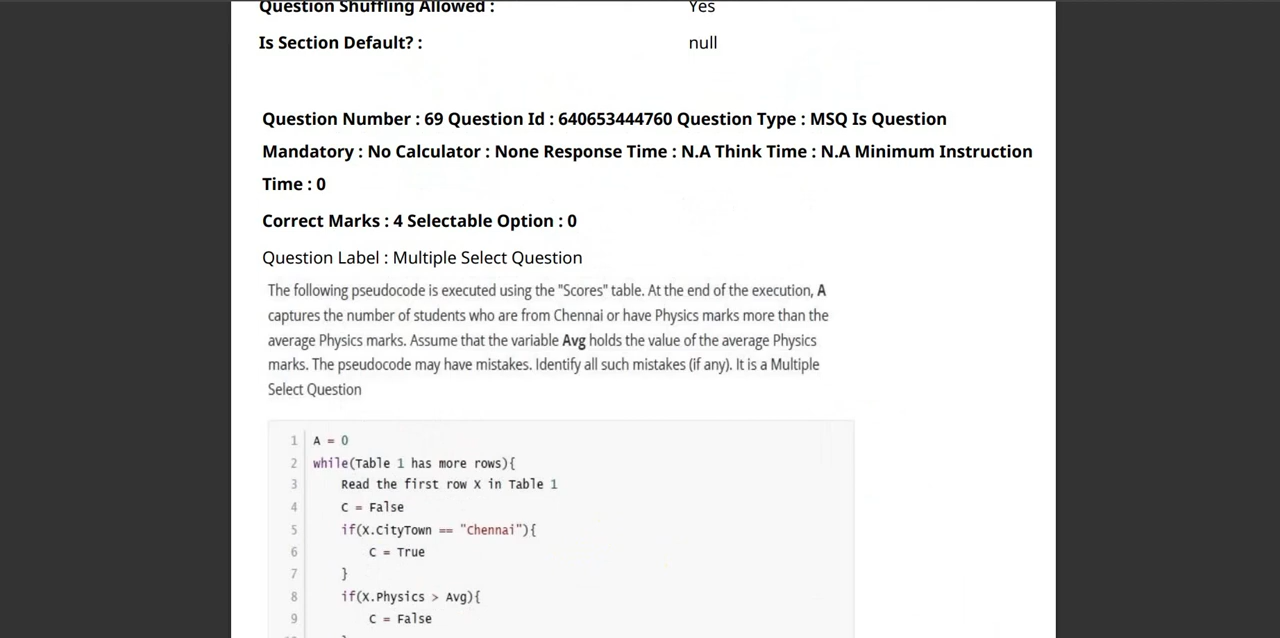 Question Shuffling Allowed : Yes
Is Section Default? : null
Question Number : 69 Question Id : 640653444760 Question Type : MSQ Is Question
Mandatory : No Calculator : None Response Time : N.A Think Time : N.A Minimum Instruction
Time : 0
Correct Marks : 4 Selectable Option : 0
Question Label : Multiple Select Question
The following pseudocode is executed using the "Scores" table. At the end of the execution, A
captures the number of students who are from Chennai or have Physics marks more than the
average Physics marks. Assume that the variable Avg holds the value of the average Physics
marks. The pseudocode may have mistakes. Identify all such mistakes (if any). It is a Multiple
Select Question
1 A = 0
2 while(Table 1 has more rows){
3 Read the first row X in Table 1
4 C = False
5 if(X.CityTown == "Chennai"){
6 C = True
7 }
8 if(X.Physics > Avg){
9 C = False